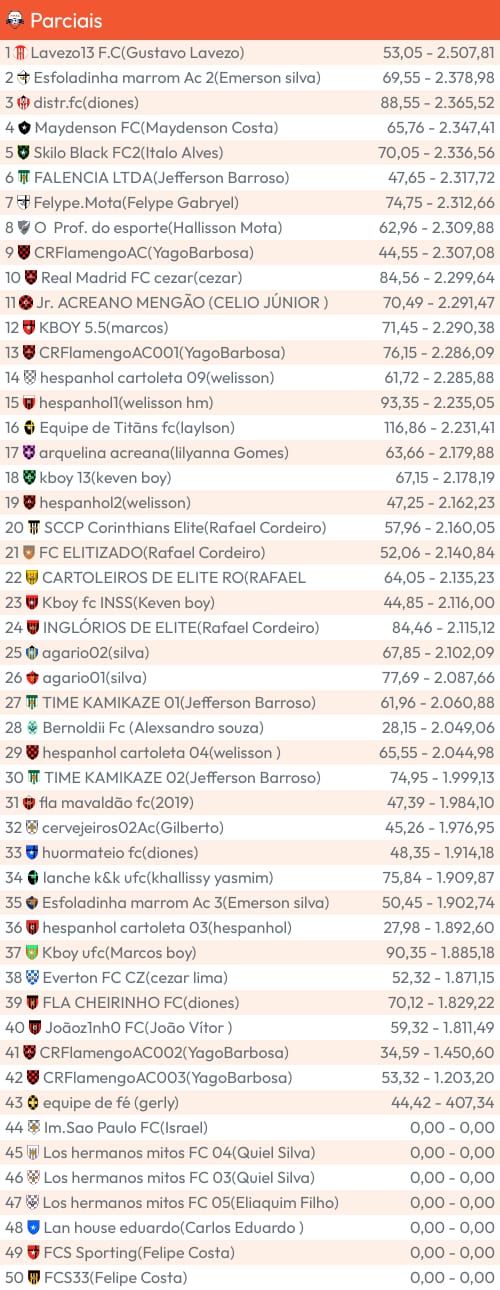 Parciais
1 Lavezo13 F.C(Gustavo Lavezo) 53,05 - 2.507,81
2 Esfoladinha marrom Ac 2(Emerson silva) 69,55 - 2.378,98
3 distr.fc(diones) 88,55 - 2.365,52
4 Maydenson FC(Maydenson Costa) 65,76 - 2.347,41
5 Skilo Black FC2(Italo Alves) 70,05 - 2.336,56
6 FALENCIA LTDA(Jefferson Barroso) 47,65 - 2.317,72
7 Felype.Mota(Felype Gabryel) 74,75 - 2.312,66
8 O Prof. do esporte(Hallisson Mota) 62,96 - 2.309,88
9 CRFlamengoAC(YagoBarbosa) 44,55 - 2.307,08
10 Real Madrid FC cezar(cezar) 84,56 - 2.299,64
11 Jr. ACREANO MENGÃO (CELIO JÚNIOR ) 70,49 - 2.291,47
12 KBOY 5.5(marcos) 71,45 - 2.290,38
13 CRFlamengoAC001(YagoBarbosa) 76,15 - 2.286,09
14 hespanhol cartoleta 09(welisson) 61,72 - 2.285,88
15 hespanhol1(welisson hm) 93,35 - 2.235,05
16 Equipe de Titãns fc(laylson) 116,86 - 2.231,41
17 arquelina acreana(lilyanna Gomes) 63,66 - 2.179,88
18 kboy 13(keven boy) 67,15 - 2.178,19
19 hespanhol2(welisson) 47,25 - 2.162,23
20 SCCP Corinthians Elite(Rafael Cordeiro) 57,96 - 2.160,05
21 FC ELITIZADO(Rafael Cordeiro) 52,06 - 2.140,84
22 CARTOLEIROS DE ELITE RO(RAFAEL 64,05 - 2.135,23
23 Kboy fc INSS(Keven boy) 44,85 - 2.116,00
24 INGLÓRIOS DE ELITE(Rafael Cordeiro) 84,46 - 2.115,12
25 agario02(silva) 67,85 - 2.102,09
26 agario01(silva) 77,69 - 2.087,66
27 TIME KAMIKAZE 01(Jefferson Barroso) 61,96 - 2.060,88
28 Bernoldii Fc (Alexsandro souza) 28,15 - 2.049,06
29 hespanhol cartoleta 04(welisson ) 65,55 - 2.044,98
30 TIME KAMIKAZE 02(Jefferson Barroso) 74,95 - 1.999,13
31 fla mavaldão fc(2019) 47,39 - 1.984,10
32 cervejeiros02Ac(Gilberto) 45,26 - 1.976,95
33 huormateio fc(diones) 48,35 - 1.914,18
34 lanche k&k ufc(khallissy yasmim) 75,84 - 1.909,87
35 Esfoladinha marrom Ac 3(Emerson silva) 50,45 - 1.902,74
36 hespanhol cartoleta 03(hespanhol) 27,98 - 1.892,60
37 Kboy ufc(Marcos boy) 90,35 - 1.885,18
38 Everton FC CZ(cezar lima) 52,32 - 1.871,15
39 FLA CHEIRINHO FC(diones) 70,12 - 1.829,22
40 Joãoz1nh0 FC(João Vítor ) 59,32 - 1.811,49
41 CRFlamengoAC002(YagoBarbosa) 34,59 - 1.450,60
42 CRFlamengoAC003(YagoBarbosa) 53,32 - 1.203,20
43 equipe de fé (gerly) 44,42 - 407,34
44 Im.Sao Paulo FC(Israel) 0,00 - 0,00
45 Los hermanos mitos FC 04(Quiel Silva) 0,00 - 0,00
46 Los hermanos mitos FC 03(Quiel Silva) 0,00 - 0,00
47 Los hermanos mitos FC 05(Eliaquim Filho) 0,00 - 0,00
48 Lan house eduardo(Carlos Eduardo ) 0,00 - 0,00
49 FCS Sporting(Felipe Costa) 0,00 - 0,00
50 FCS33(Felipe Costa) 0,00 - 0,00